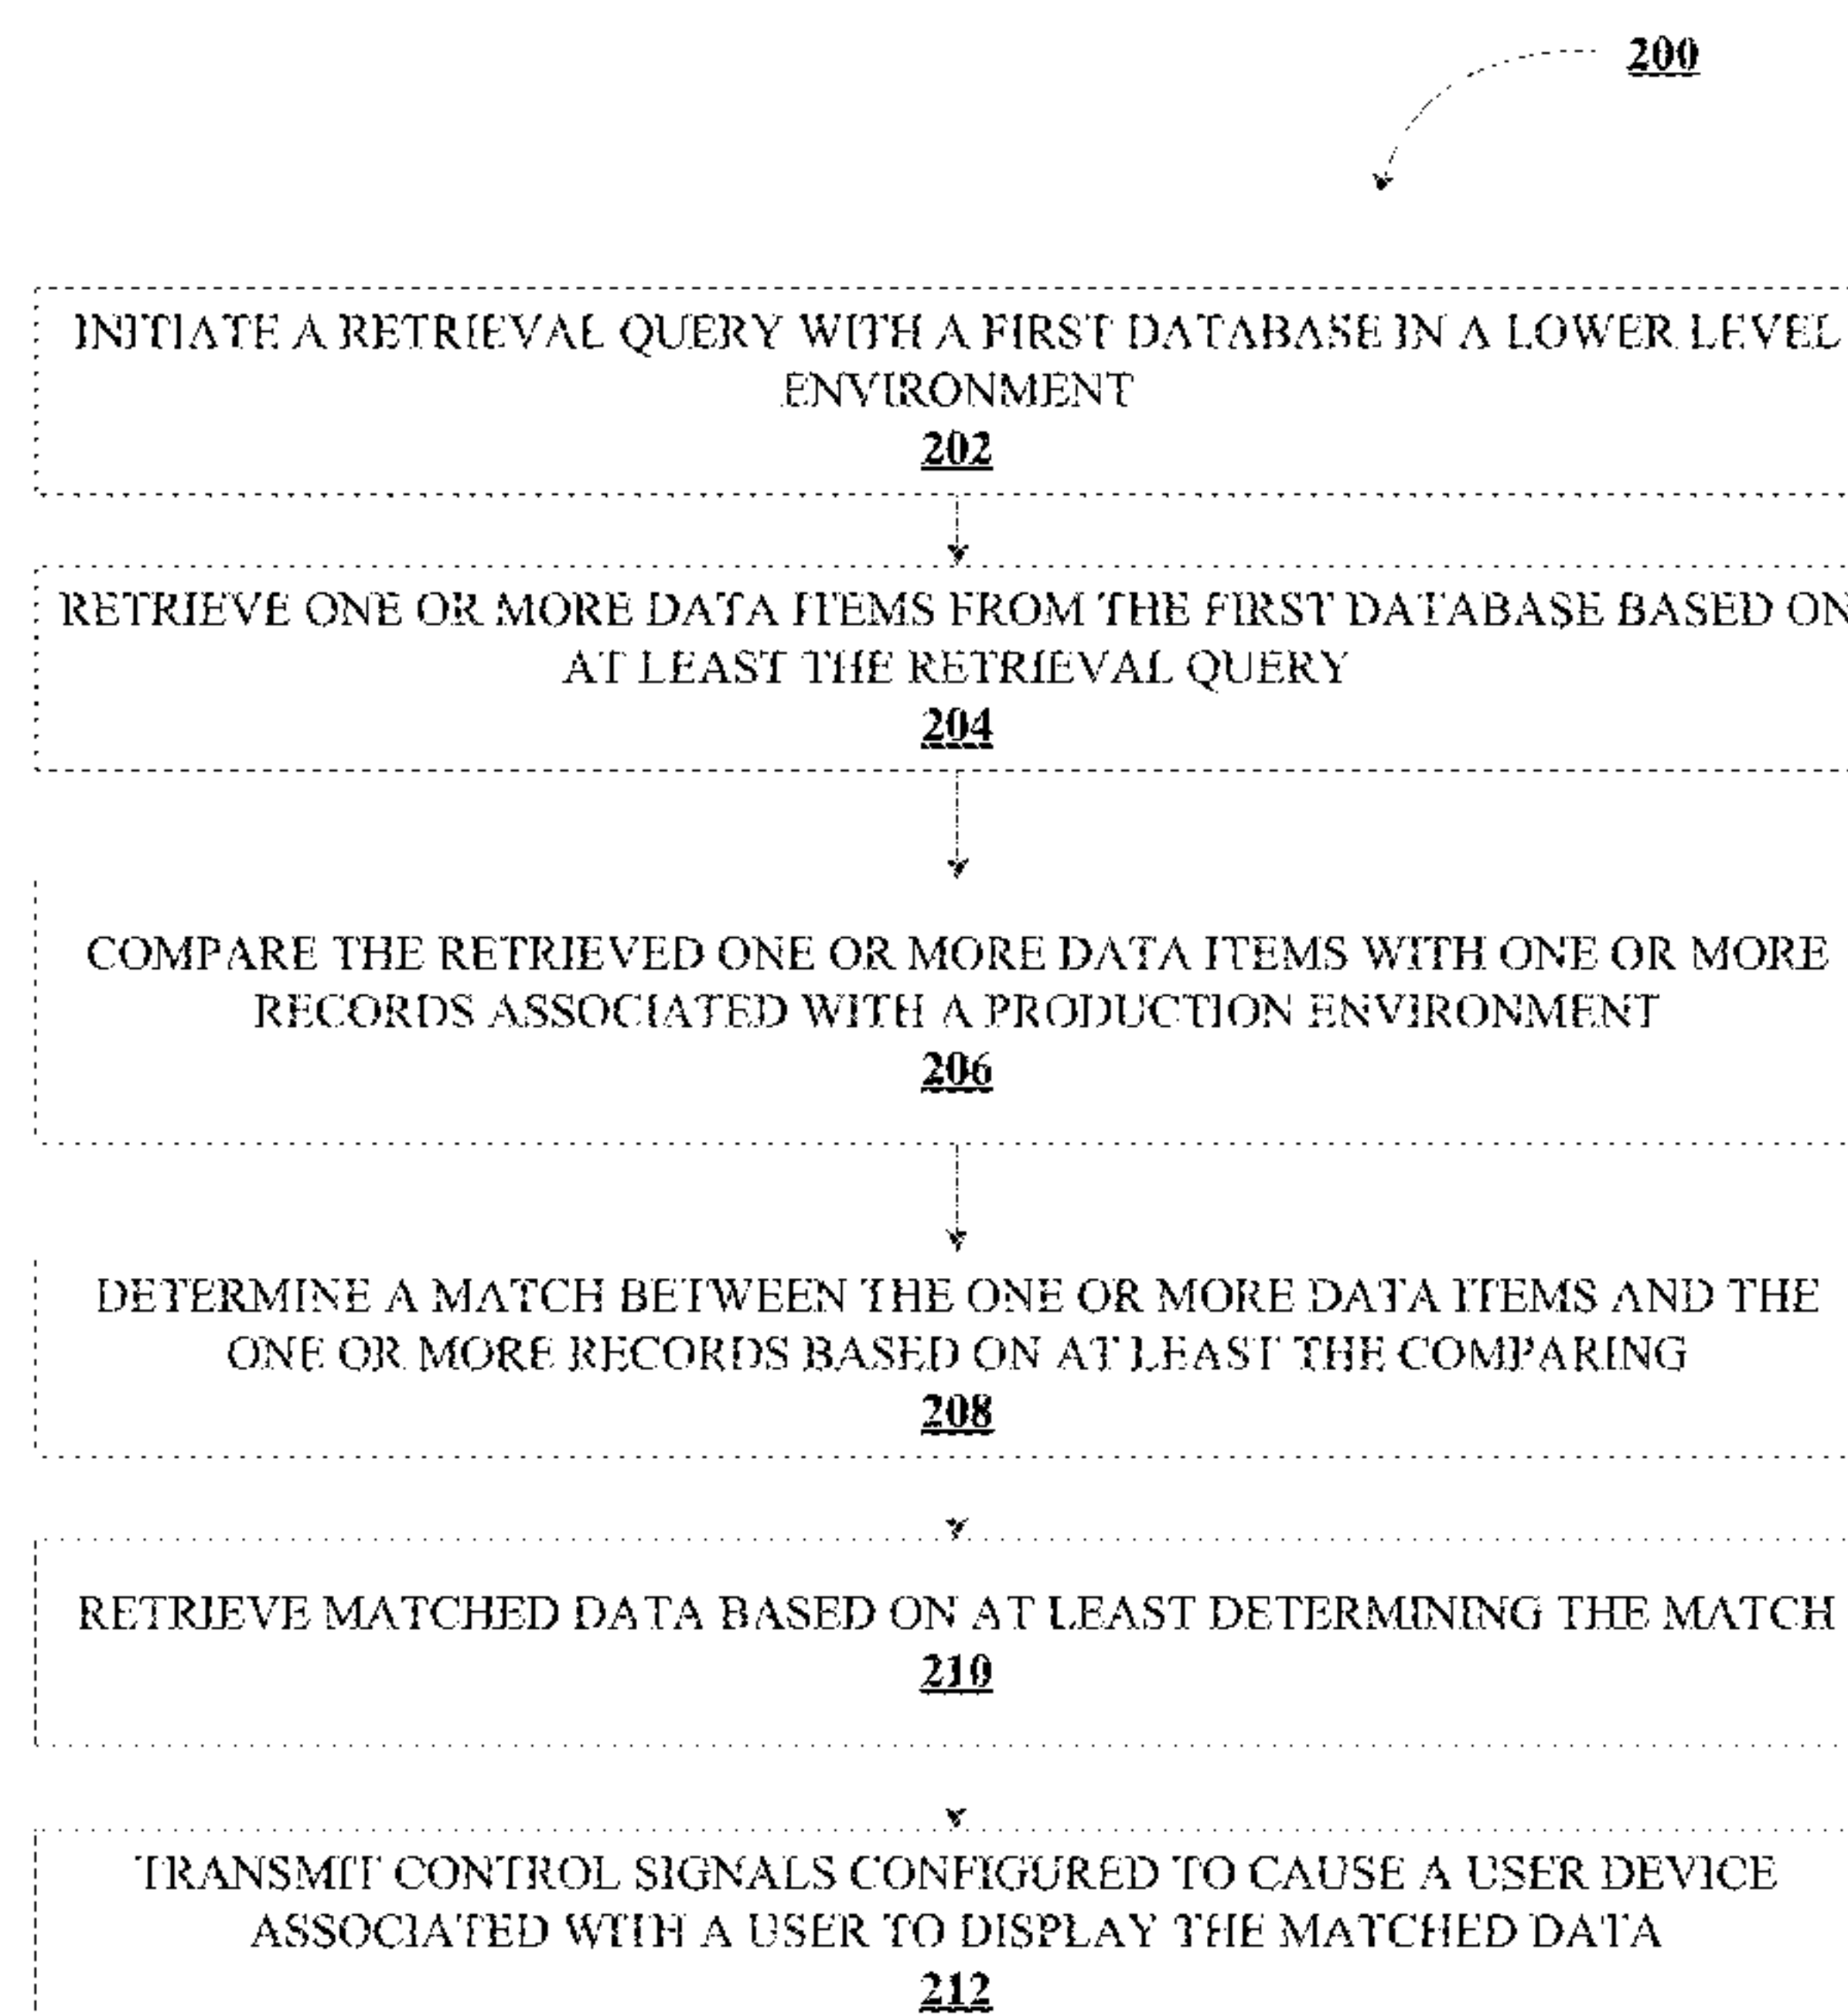 200
INITIATE A RETRIEVAL QUERY WITH A FIRST DATABASE IN A LOWER LEVEL
ENVIRONMENT
202
RETRIEVE ONE OR MORE DATA ITEMS FROM THE FIRST DATABASE BASED ON
AT LEAST THE RETRIEVAL QUERY
204
COMPARE THE RETRIEVED ONE OR MORE DATA ITEMS WITH ONE OR MORE
RECORDS ASSOCIATED WITH A PRODUCTION ENVIRONMENT
206
DETERMINE A MATCH BETWEEN THE ONE OR MORE DATA ITEMS AND THE
ONE OR MORE RECORDS BASED ON AT LEAST THE COMPARING
208
RETRIEVE MATCHED DATA BASED ON AT LEAST DETERMINING THE MATCH
210
TRANSMIT CONTROL SIGNALS CONFIGURED TO CAUSE A USER DEVICE
ASSOCIATED WITH A USER TO DISPLAY THE MATCHED DATA
212